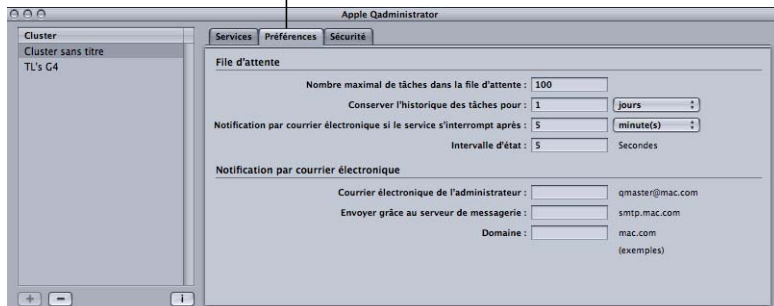 Apple Qadministrator
Cluster
Cluster sans titre
TL's G4
Services Préférences Sécurité
File d'attente
Nombre maximal de tâches dans la file d'attente : 100
Conserver l'historique des tâches pour : 1 jours
Notification par courrier électronique si le service s'interrompt après : 5 minute(s)
Intervalle d'état : 5 Secondes
Notification par courrier électronique
Courrier électronique de l'administrateur : qmaster@mac.com
Envoyer grâce au serveur de messagerie : smtp.mac.com
Domaine : mac.com
(exemples)